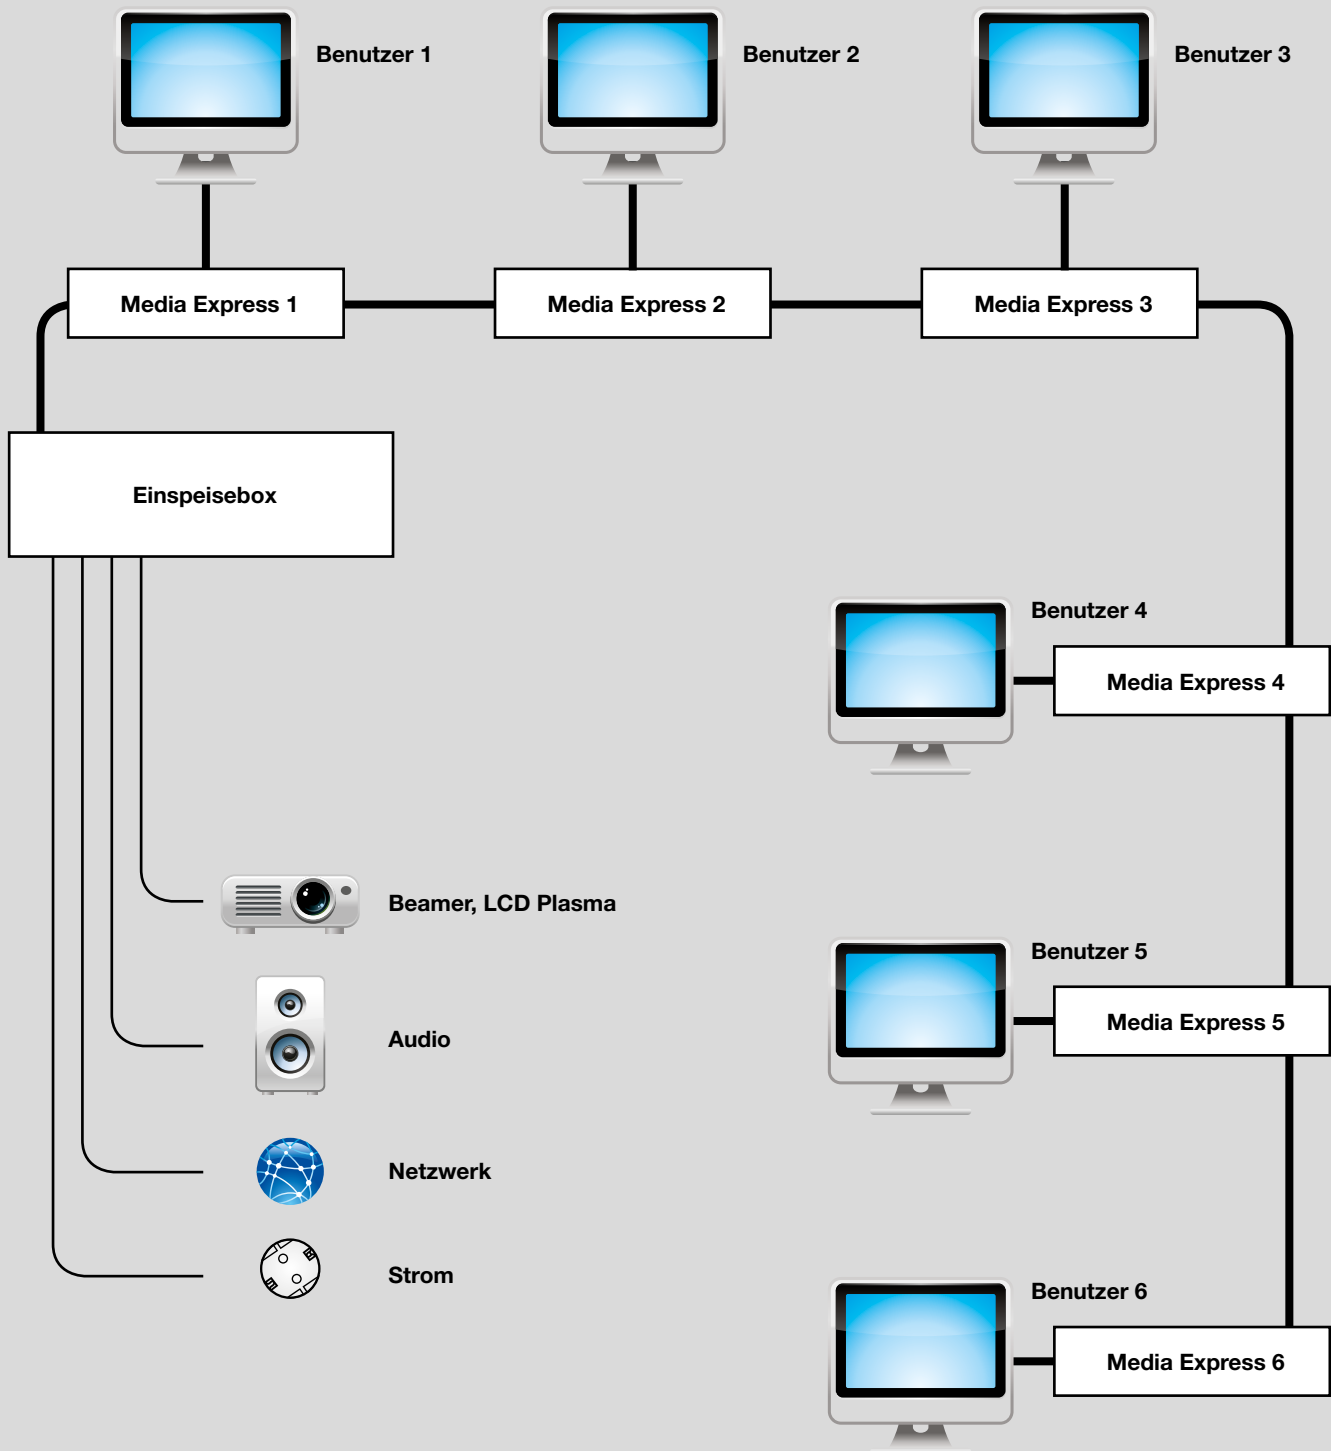 Benutzer 1
Benutzer 2
Benutzer 3
Media Express 1
Media Express 2
Media Express 3
Einspeisebox
Benutzer 4
Media Express 4
Beamer, LCD Plasma
Benutzer 5
Media Express 5
Audio
Netzwerk
Strom
Benutzer 6
Media Express 6